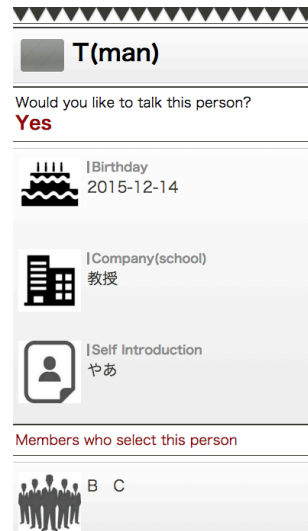 T(man)
Would you like to talk this person?
Yes
Birthday
2015-12-14
Company(school)
教授
Self Introduction
やあ
Members who select this person
B C